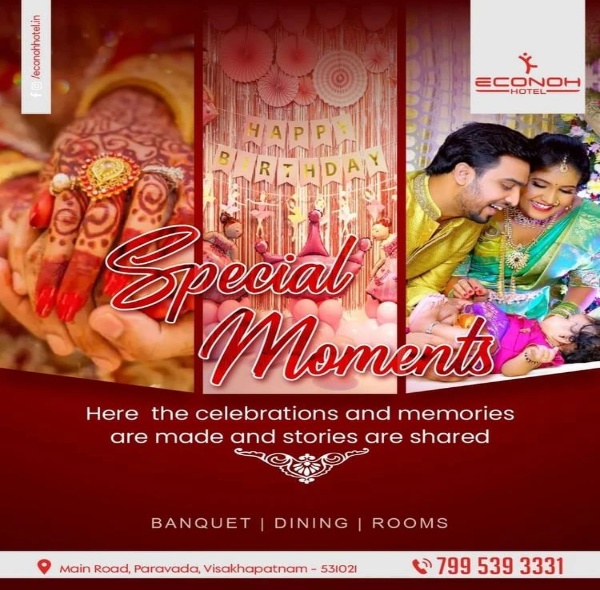 /econohhotel.in
ECONOH
HOTEL
HAPPY
BIRTHDAY
Special
Moments
Here the celebrations and memories
are made and stories are shared
BANQUET | DINING | ROOMS
Main Road, Paravada, Visakhapatnam - 531021
799 539 3331